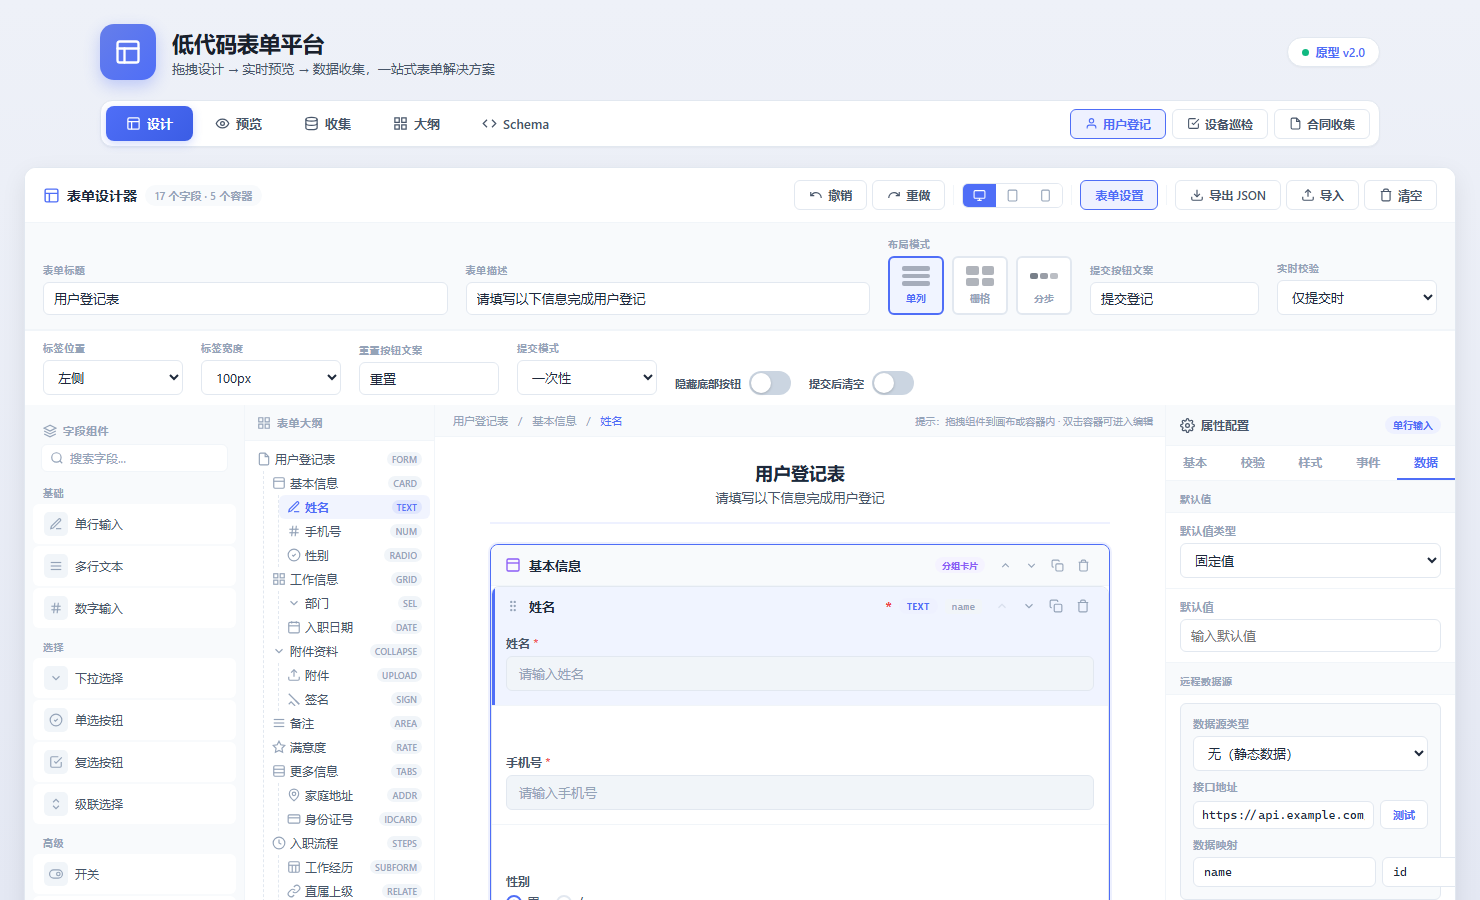 低代码表单平台
拖拽设计 → 实时预览 → 数据收集，一站式表单解决方案
原型 v2.0
设计
预览
收集
大纲
Schema
用户登记
设备巡检
合同收集
表单设计器
17 个字段 · 5 个容器
撤销
重做
表单设置
导出 JSON
导入
清空
表单标题
用户登记表
表单描述
请填写以下信息完成用户登记
布局模式
单列
栅格
分步
提交按钮文案
提交登记
实时校验
仅提交时
标签位置
左侧
标签宽度
100px
重置按钮文案
重置
提交模式
一次性
隐藏底部按钮
提交后清空
字段组件
搜索字段...
基础
单行输入
多行文本
数字输入
选择
下拉选择
单选按钮
复选按钮
级联选择
高级
开关
表单大纲
用户登记表 FORM
基本信息 CARD
姓名 TEXT
手机号 NUM
性别 RADIO
工作信息 GRID
部门 SEL
入职日期 DATE
附件资料 COLLAPSE
附件 UPLOAD
签名 SIGN
备注 AREA
满意度 RATE
更多信息 TABS
家庭地址 ADDR
身份证号 IDCARD
入职流程 STEPS
工作经历 SUBFORM
直属上级 RELATE
用户登记表 / 基本信息 / 姓名
提示：拖拽组件到画布或容器内 · 双击容器可进入编辑
用户登记表
请填写以下信息完成用户登记
基本信息
分组卡片
姓名
* TEXT name
姓名 *
请输入姓名
手机号 *
请输入手机号
性别
属性配置
单行输入
基本
校验
样式
事件
数据
默认值
默认值类型
固定值
默认值
输入默认值
远程数据源
数据源类型
无（静态数据）
接口地址
https://api.example.com
测试
数据映射
name
id